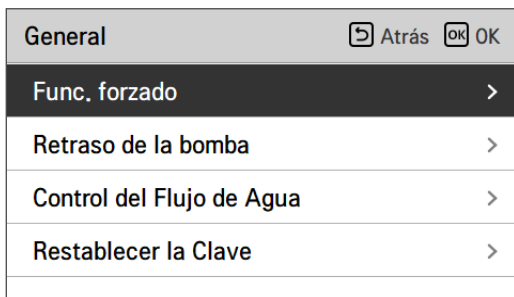 General Atrás OK OK
Func. forzado >
Retraso de la bomba >
Control del Flujo de Agua >
Restablecer la Clave >